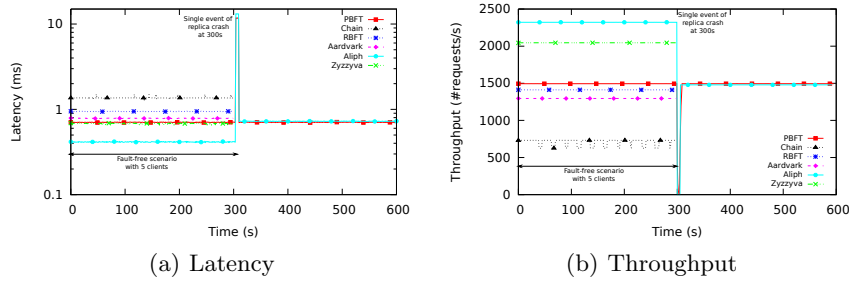 Latency (ms)
10
1
0.1
0 100 200 300 400 500 600
Time (s)
Single event of
replica crash
at 300s
PBFT
Chain
RBFT
Aardvark
Aliph
Zyzzyva
Fault-free scenario
with 5 clients
(a) Latency
Throughput (#requests/s)
2500
2000
1500
1000
500
0
0 100 200 300 400 500 600
Time (s)
Single event of
replica crash
at 300s
PBFT
Chain
RBFT
Aardvark
Aliph
Zyzzyva
Fault-free scenario
with 5 clients
(b) Throughput